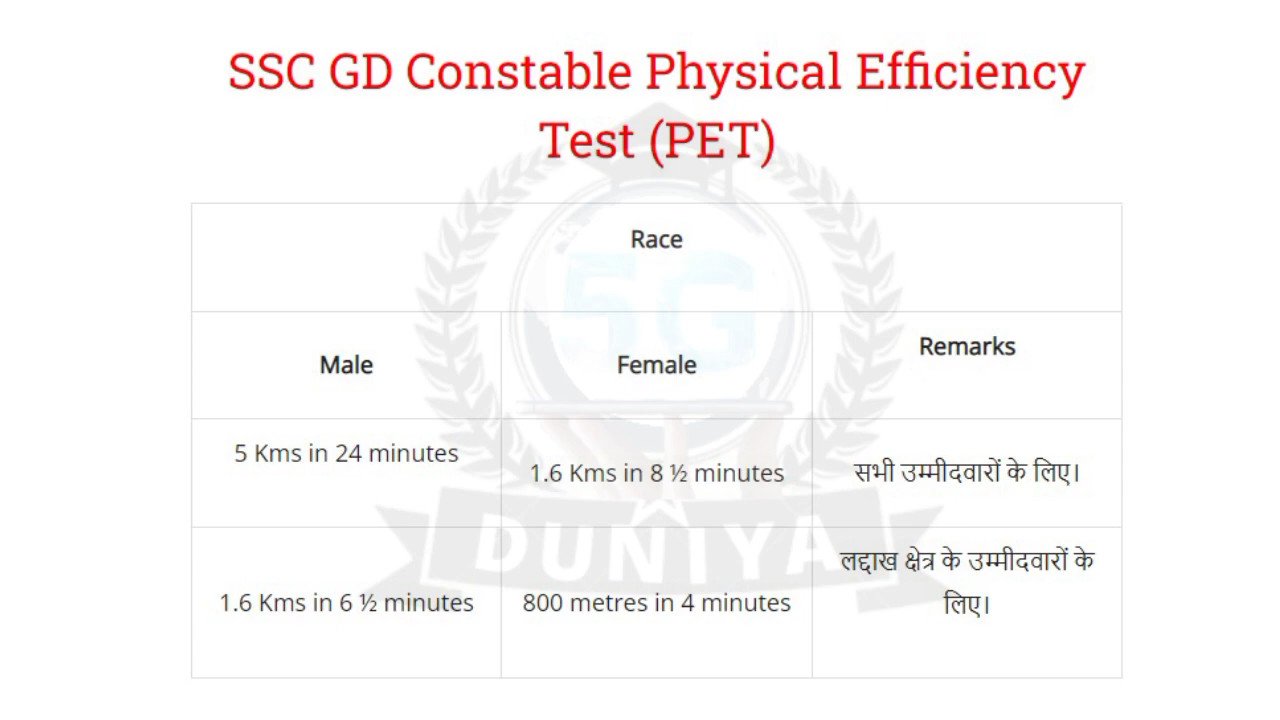 SSC GD Constable Physical Efficiency
Test (PET)
5G
DUNIYA
Race
Male
Female
Remarks
5 Kms in 24 minutes
1.6 Kms in 8 ½ minutes
सभी उम्मीदवारों के लिए।
1.6 Kms in 6 ½ minutes
800 metres in 4 minutes
लद्दाख क्षेत्र के उम्मीदवारों के
लिए।